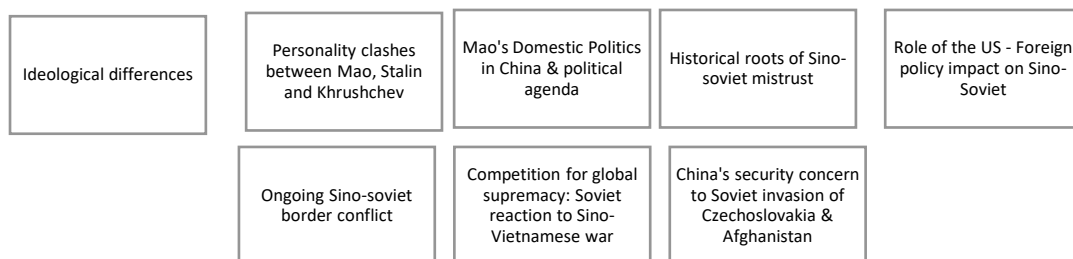 Ideological differences
Personality clashes
between Mao, Stalin
and Khrushchev
Mao's Domestic Politics
in China & political
agenda
Historical roots of Sino-
soviet mistrust
Role of the US - Foreign
policy impact on Sino-
Soviet
Ongoing Sino-soviet
border conflict
Competition for global
supremacy: Soviet
reaction to Sino-
Vietnamese war
China's security concern
to Soviet invasion of
Czechoslovakia &
Afghanistan